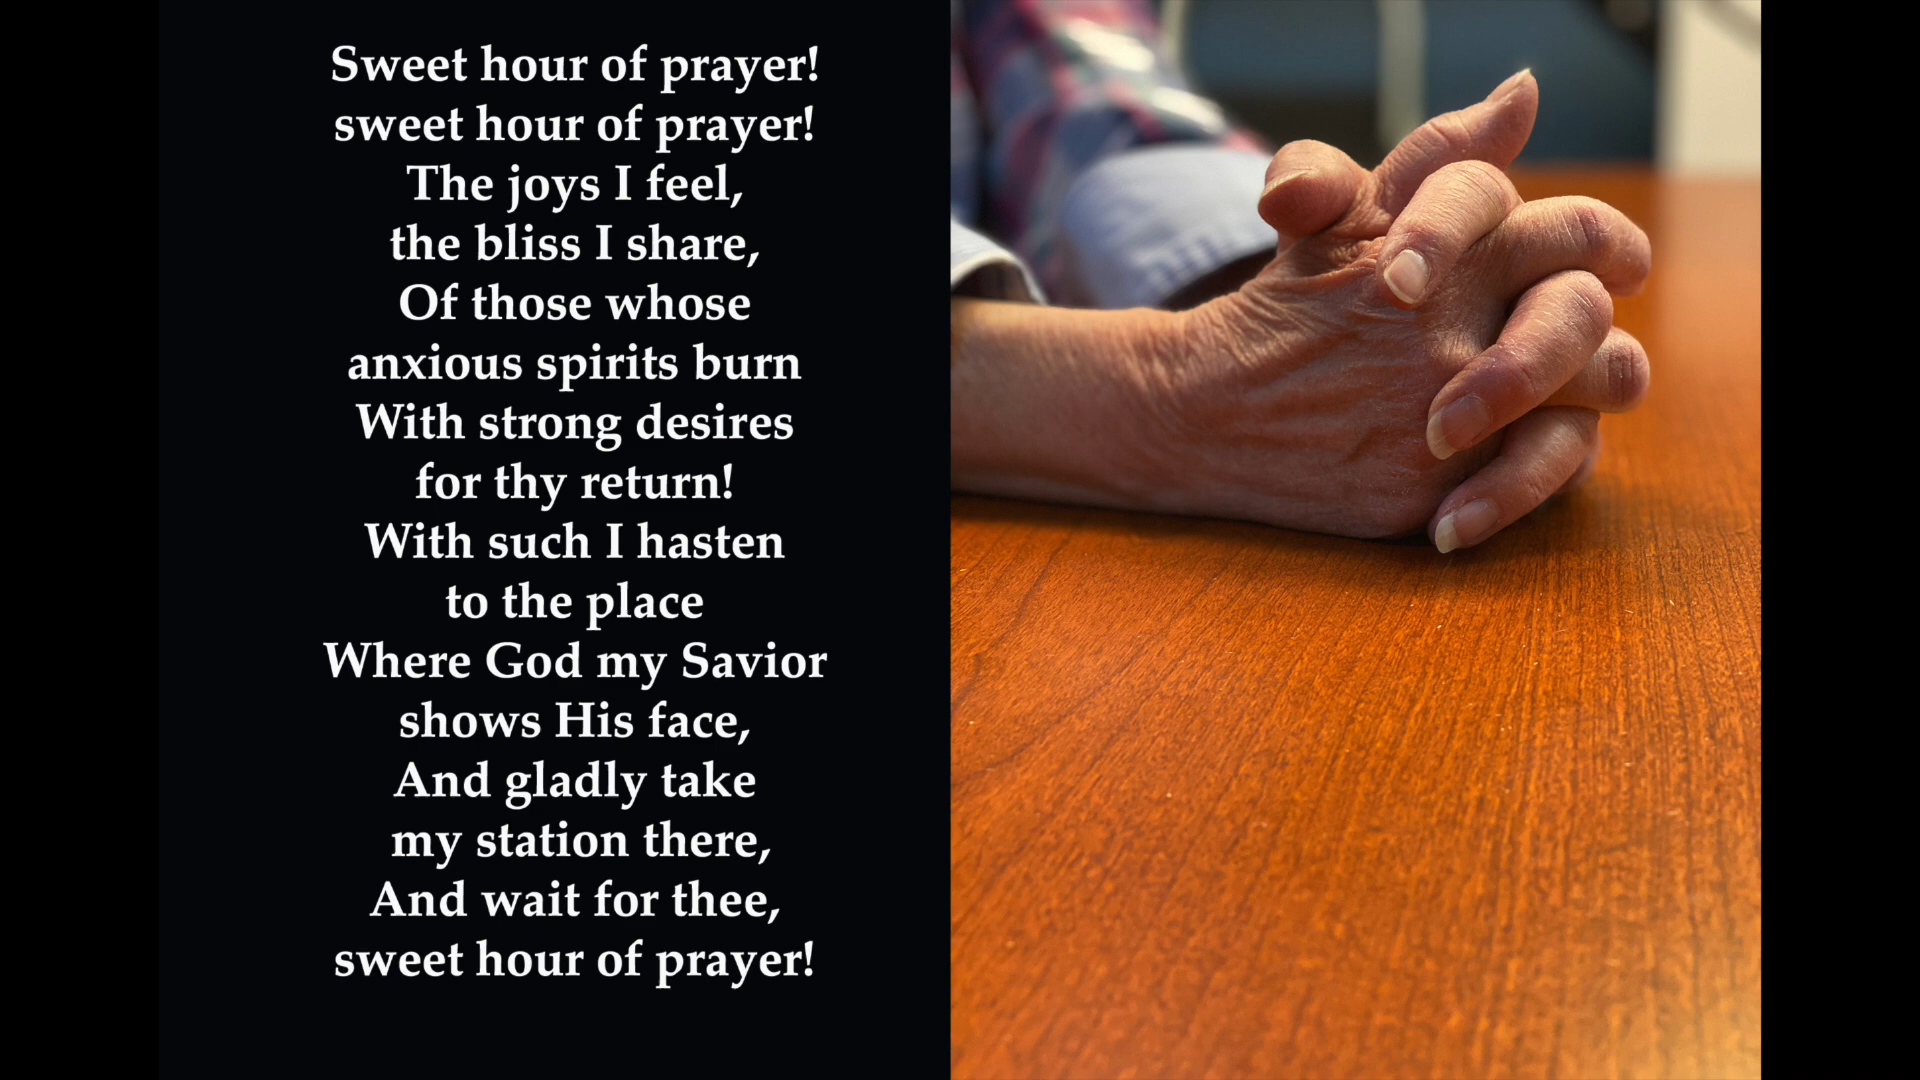 Sweet hour of prayer!
sweet hour of prayer!
The joys I feel,
the bliss I share,
Of those whose
anxious spirits burn
With strong desires
for thy return!
With such I hasten
to the place
Where God my Savior
shows His face,
And gladly take
my station there,
And wait for thee,
sweet hour of prayer!